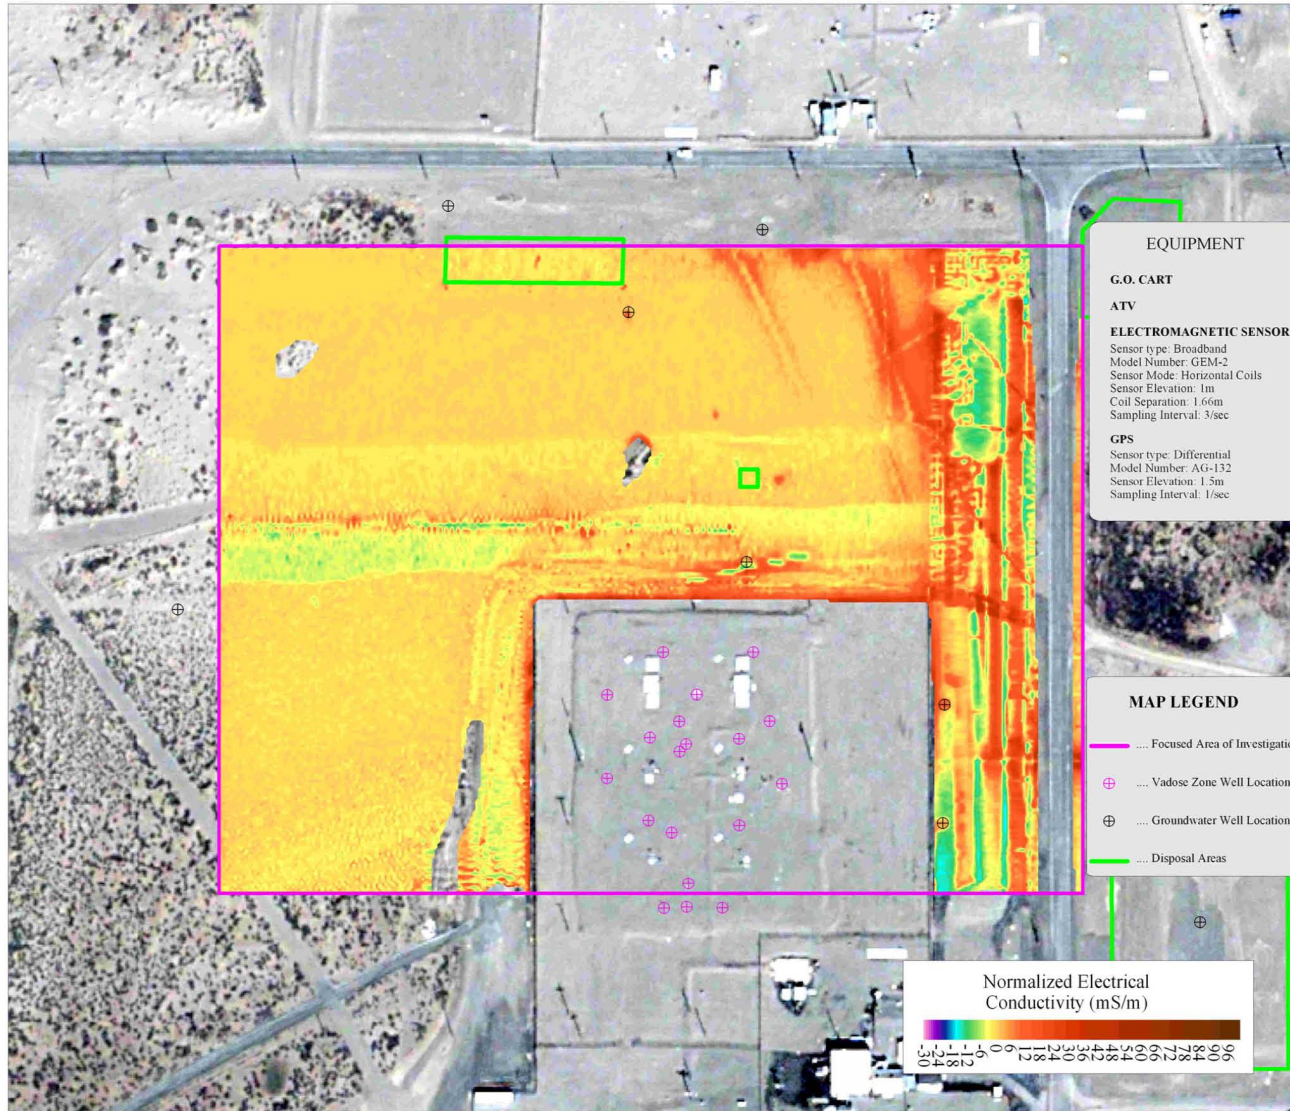 EQUIPMENT
G.O. CART
ATV
ELECTROMAGNETIC SENSOR
Sensor type: Broadband
Model Number: GEM-2
Sensor Mode: Horizontal Coils
Sensor Elevation: 1m
Coil Separation: 1.66m
Sampling Interval: 3/sec
GPS
Sensor type: Differential
Model Number: AG-132
Sensor Elevation: 1.5m
Sampling Interval: 1/sec
MAP LEGEND
.... Focused Area of Investigatio
.... Vadose Zone Well Location
.... Groundwater Well Location
.... Disposal Areas
Normalized Electrical
Conductivity (mS/m)
-30 -24 -18 -12 -6 0 6 12 18 24 30 36 42 48 54 60 66 72 78 84 90 96